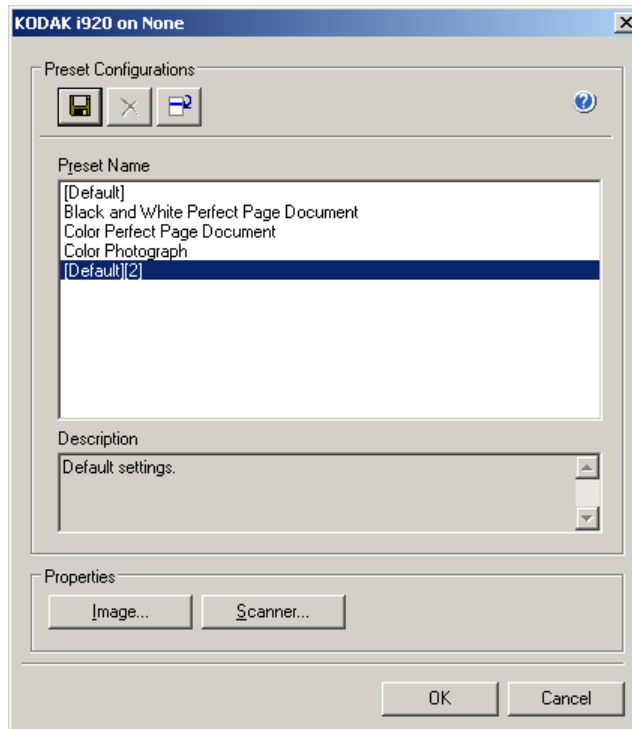 KODAK i920 on None
Preset Configurations
Preset Name
[Default]
Black and White Perfect Page Document
Color Perfect Page Document
Color Photograph
[Default][2]
Description
Default settings.
Properties
Image...
Scanner...
OK
Cancel